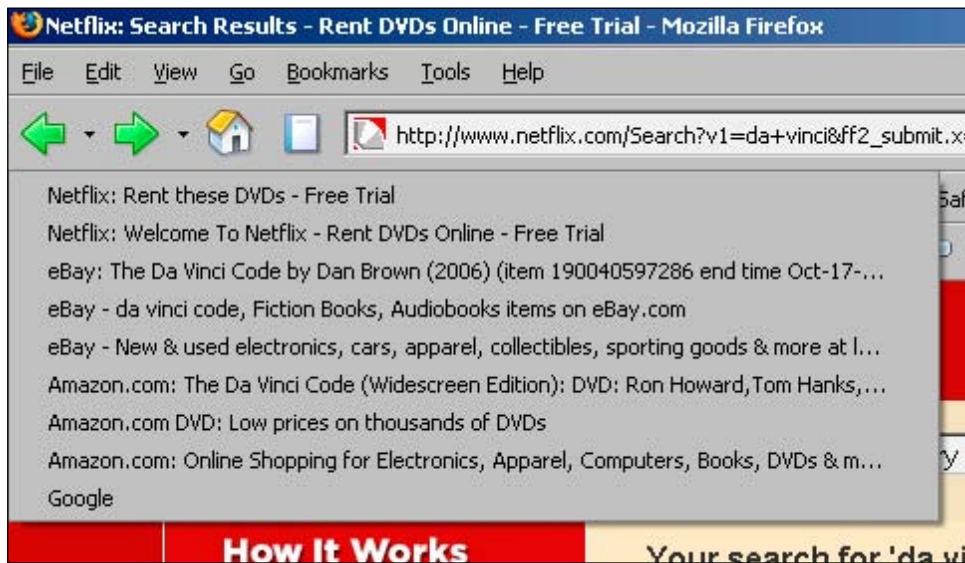 Netflix: Search Results - Rent DVDs Online - Free Trial - Mozilla Firefox
File Edit View Go Bookmarks Tools Help
http://www.netflix.com/Search?v1=da+vinci&ff2_submit.x=
Netflix: Rent these DVDs - Free Trial
Netflix: Welcome To Netflix - Rent DVDs Online - Free Trial
eBay: The Da Vinci Code by Dan Brown (2006) (item 190040597286 end time Oct-17-...
eBay - da vinci code, Fiction Books, Audiobooks items on eBay.com
eBay - New & used electronics, cars, apparel, collectibles, sporting goods & more at l...
Amazon.com: The Da Vinci Code (Widescreen Edition): DVD: Ron Howard,Tom Hanks,...
Amazon.com DVD: Low prices on thousands of DVDs
Amazon.com: Online Shopping for Electronics, Apparel, Computers, Books, DVDs & m...
Google
How It Works
Your search for 'da vi